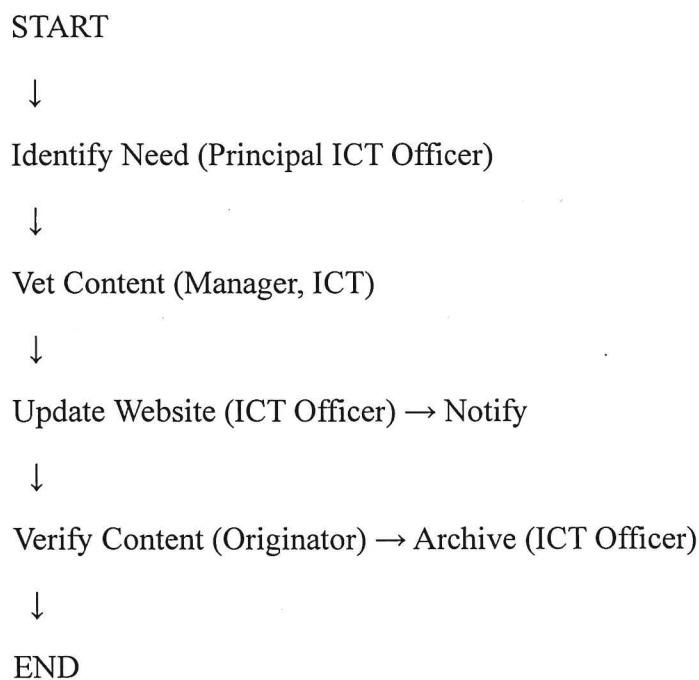 START
↓
Identify Need (Principal ICT Officer)
↓
Vet Content (Manager, ICT)
↓
Update Website (ICT Officer) → Notify
↓
Verify Content (Originator) → Archive (ICT Officer)
↓
END